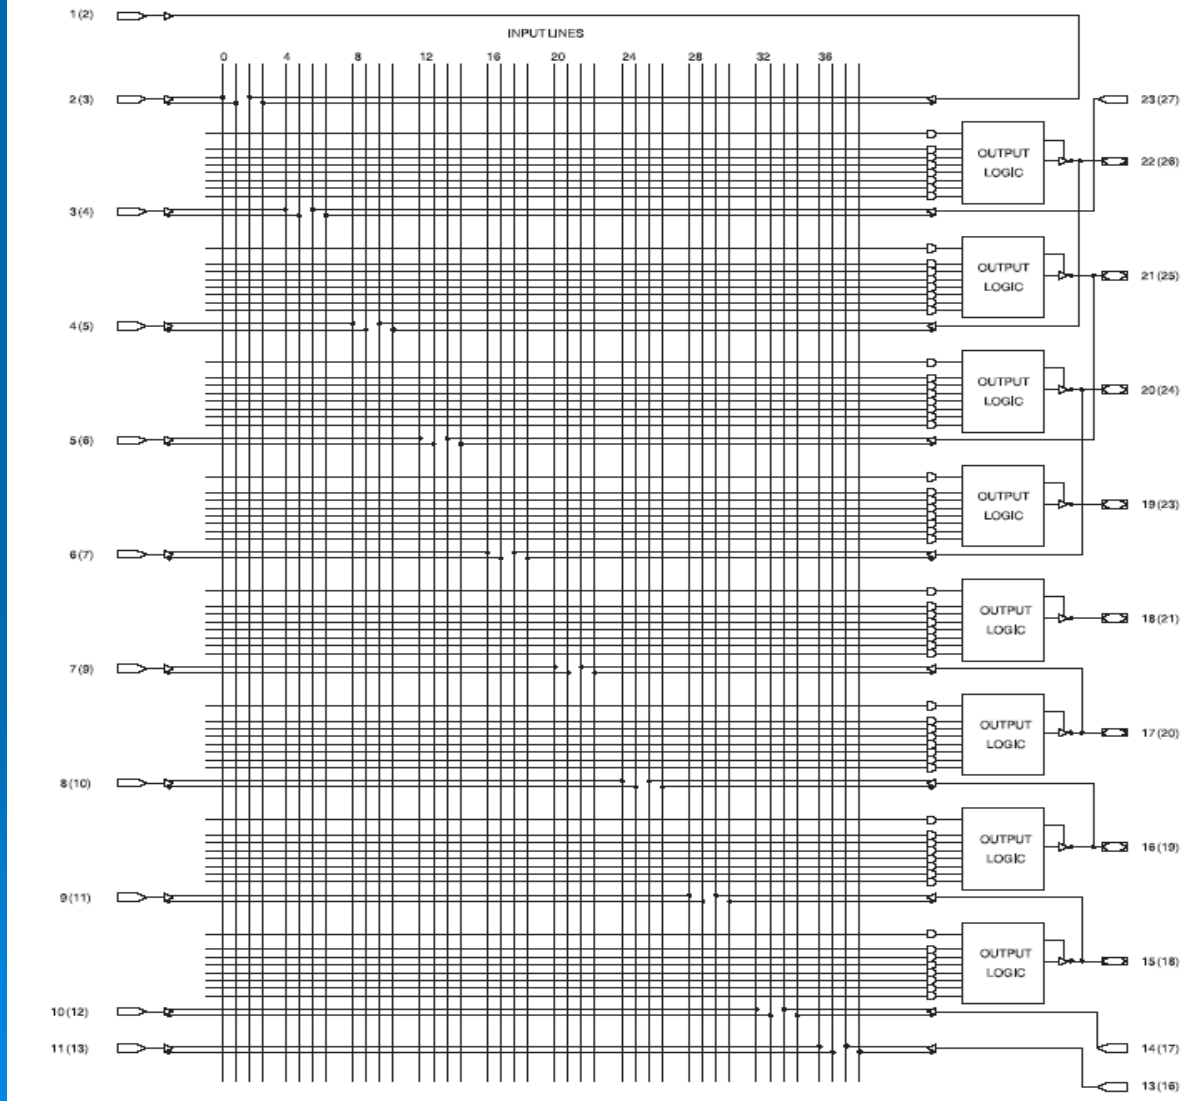 1 (2)
INPUT LINES
0 4 8 12 16 20 24 28 32 36
2 (3)
23 (27)
OUTPUT
LOGIC
22 (26)
3 (4)
OUTPUT
LOGIC
21 (25)
4 (5)
OUTPUT
LOGIC
20 (24)
5 (6)
OUTPUT
LOGIC
19 (23)
6 (7)
OUTPUT
LOGIC
18 (21)
7 (9)
OUTPUT
LOGIC
17 (20)
8 (10)
OUTPUT
LOGIC
16 (19)
9 (11)
OUTPUT
LOGIC
15 (18)
10 (12)
11 (13)
14 (17)
13 (16)